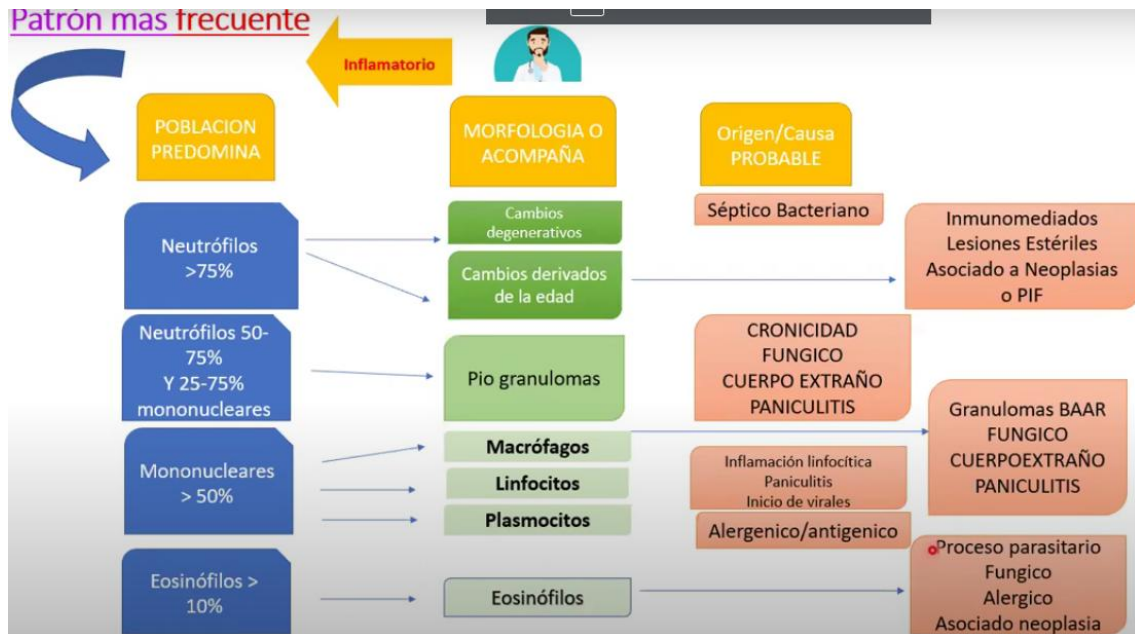 Patrón mas frecuente
Inflamatorio
POBLACION
PREDOMINA
MORFOLOGIA O
ACOMPAÑA
Origen/Causa
PROBABLE
Neutrófilos
>75%
Cambios
degenerativos
Cambios derivados
de la edad
Séptico Bacteriano
Inmunomediados
Lesiones Estériles
Asociado a Neoplasias
o PIF
Neutrófilos 50-
75%
Y 25-75%
mononucleares
Pio granulomas
CRONICIDAD
FUNGICO
CUERPO EXTRAÑO
PANICULITIS
Mononucleares
> 50%
Macrófagos
Linfocitos
Plasmocitos
Inflamación linfocítica
Paniculitis
Inicio de virales
Alergenico/antigenico
Granulomas BAAR
FUNGICO
CUERPOEXTRAÑO
PANICULITIS
Eosinófilos >
10%
Eosinófilos
Proceso parasitario
Fungico
Alergico
Asociado neoplasia